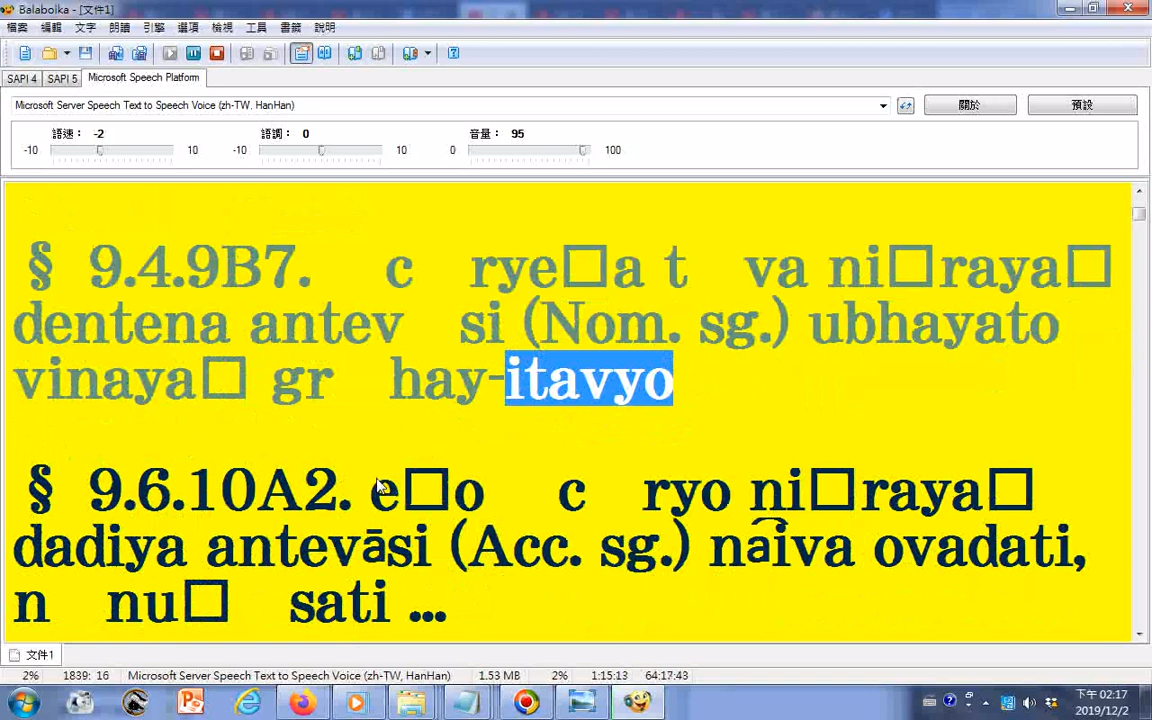 Balabolka - [文件1]
檔案 編輯 文字 朗讀 引擎 選項 檢視 工具 書籤 說明
SAPI 4 SAPI 5 Microsoft Speech Platform
Microsoft Server Speech Text to Speech Voice (zh-TW, HanHan) 關於 預設
語速： -2 語調： 0 音量： 95
-10 10 -10 10 0 100
§ 9.4.9B7. c rye□a t va ni□raya□
dentena antev si (Nom. sg.) ubhayato
vinaya□ gr hay-itavyo
§ 9.6.10A2. e□o c ryo ni□raya□
dadiya antevāsi (Acc. sg.) na͡iva ovadati,
n nu□ sati ...
文件1
2% 1839: 16 Microsoft Server Speech Text to Speech Voice (zh-TW, HanHan) 1.53 MB 2% 1:15:13 64:17:43
下午 02:17
2019/12/2